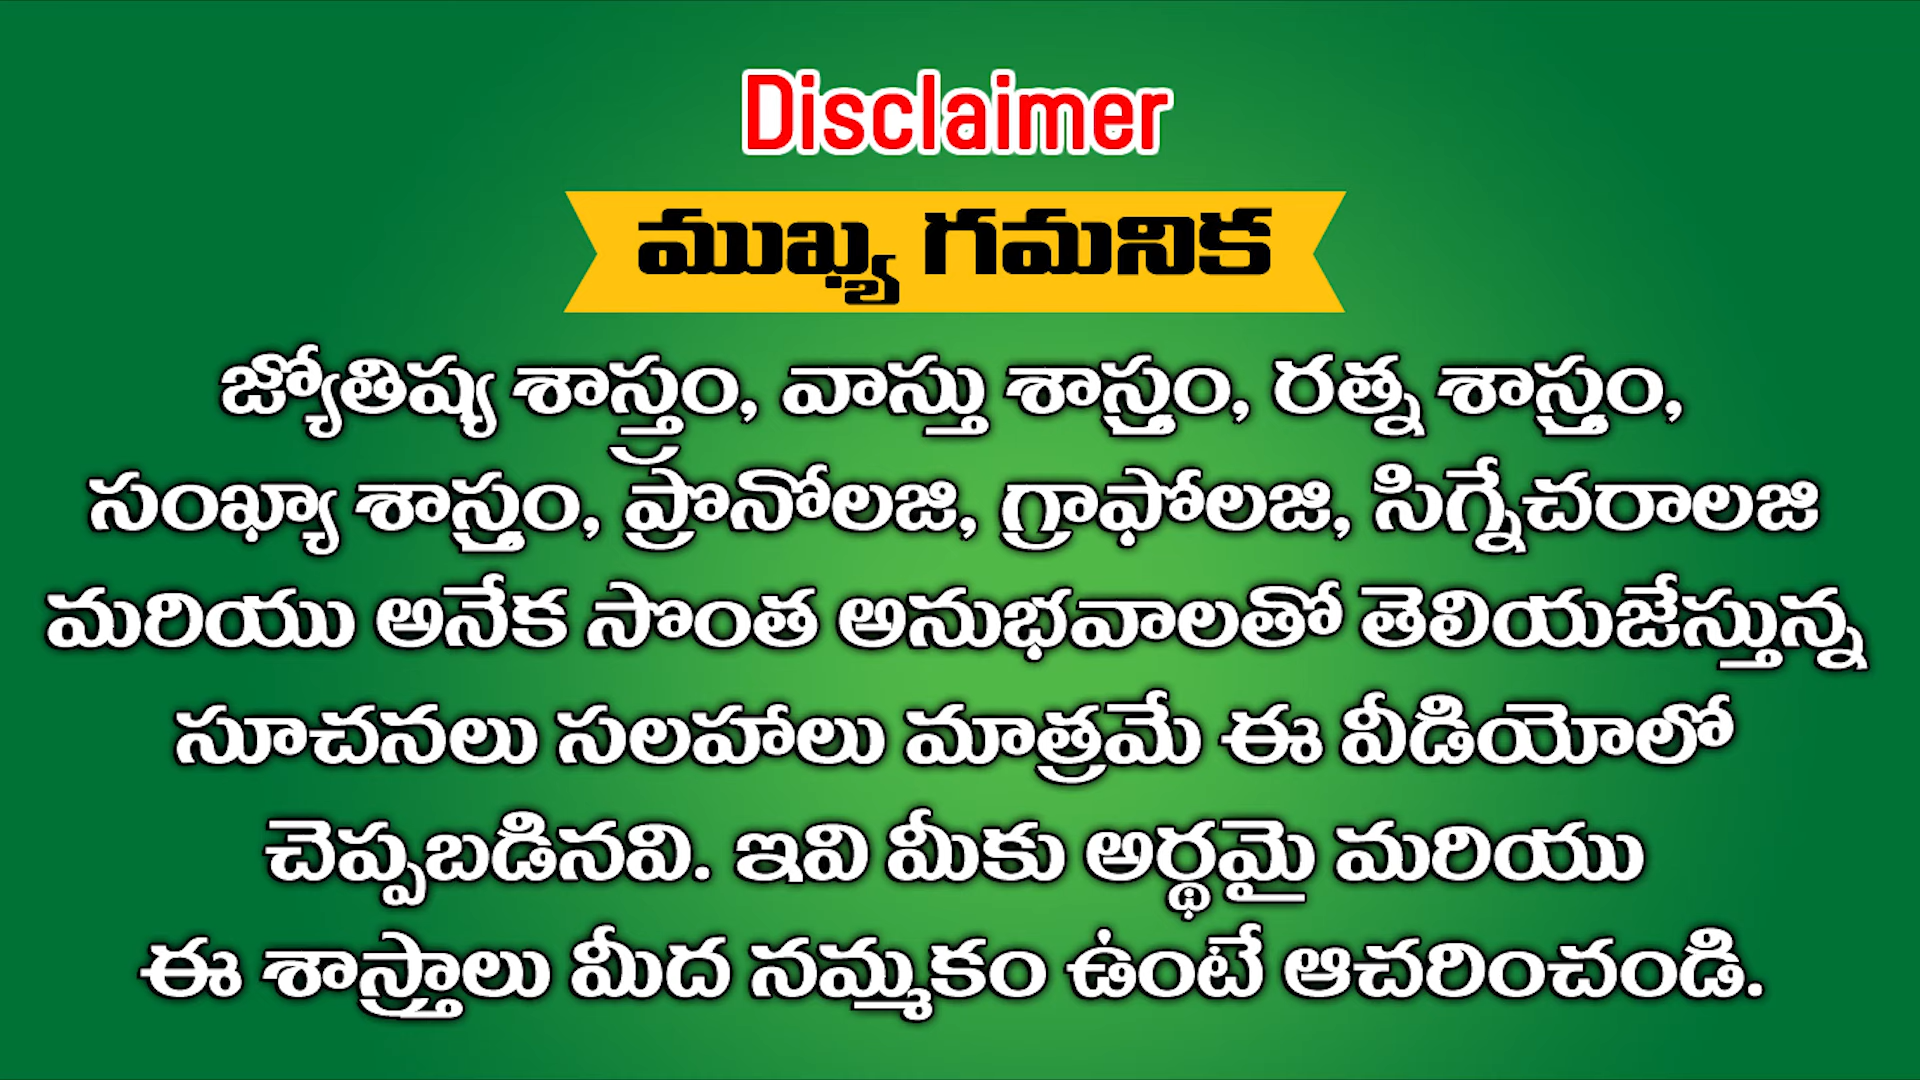 Disclaimer
ముఖ్య గమనిక
జ్యోతిష్య శాస్త్రం, వాస్తు శాస్త్రం, రత్న శాస్త్రం,
సంఖ్యా శాస్త్రం, ప్రొనోలజి, గ్రాఫోలజి, సిగ్నేచరాలజి
మరియు అనేక సొంత అనుభవాలతో తెలియజేస్తున్న
సూచనలు సలహాలు మాత్రమే ఈ వీడియోలో
చెప్పబడినవి. ఇవి మీకు అర్థమై మరియు
ఈ శాస్త్రాలు మీద నమ్మకం ఉంటే ఆచరించండి.